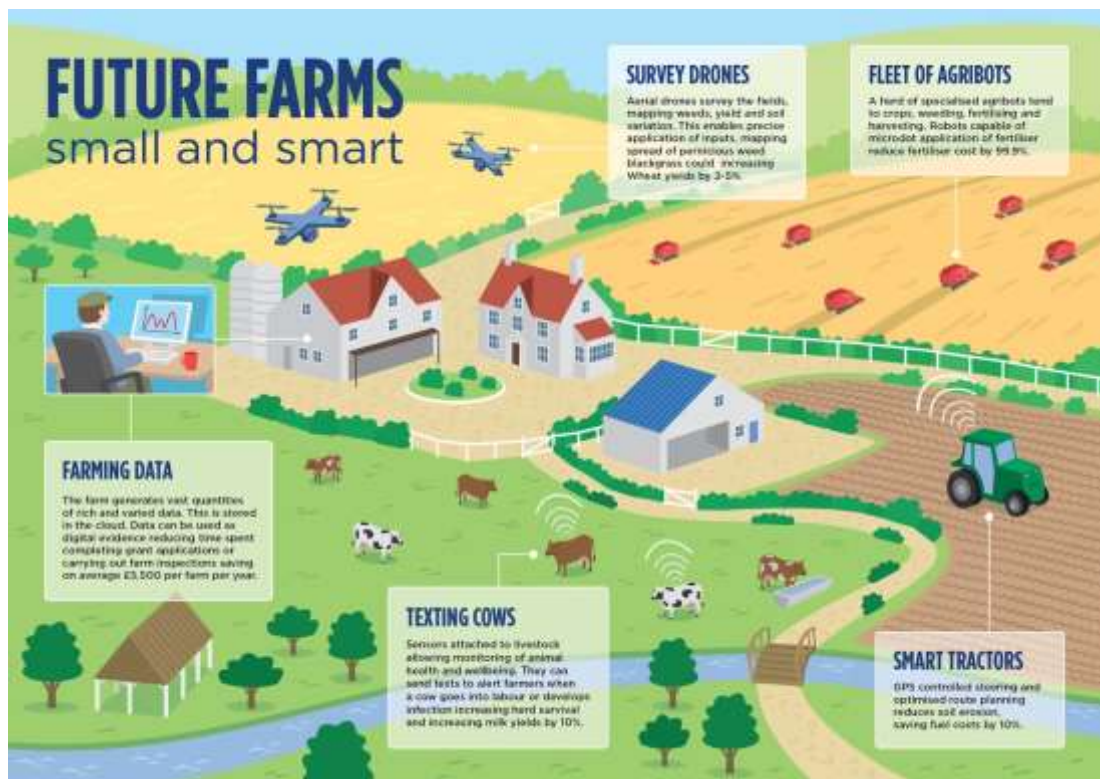 FUTURE FARMS
small and smart
SURVEY DRONES
Aerial drones survey the fields,
mapping weeds, yield and soil
variation. This enables precise
application of inputs, mapping
spread of pernicious weed
blackgrass could increasing
Wheat yields by 2-5%.
FLEET OF AGRIBOTS
A herd of specialised agribots tend
to crops, weeding, fertilising and
harvesting. Robots capable of
microdot application of fertiliser
reduce fertiliser cost by 99.9%.
FARMING DATA
The farm generates vast quantities
of rich and varied data. This is stored
in the cloud. Data can be used as
digital evidence reducing time spent
completing grant applications or
carrying out farm inspections saving
on average £5,500 per farm per year.
TEXTING COWS
Sensors attached to livestock
allowing monitoring of animal
health and wellbeing. They can
send texts to alert farmers when
a cow goes into labour or develops
infection increasing herd survival
and increasing milk yields by 10%.
SMART TRACTORS
GPS controlled steering and
optimised route planning
reduces soil erosion,
saving fuel costs by 10%.